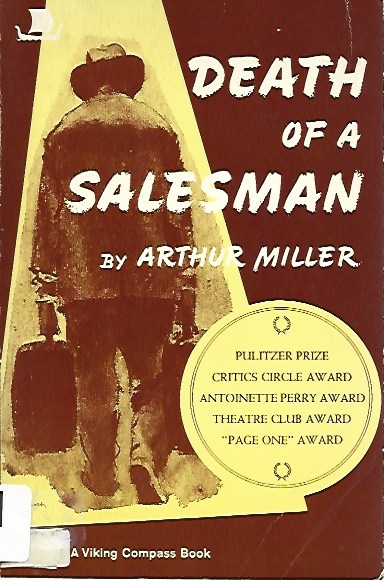 DEATH
OF A
SALESMAN
BY ARTHUR MILLER
PULITZER PRIZE
CRITICS CIRCLE AWARD
ANTOINETTE PERRY AWARD
THEATRE CLUB AWARD
"PAGE ONE" AWARD
A Viking Compass Book